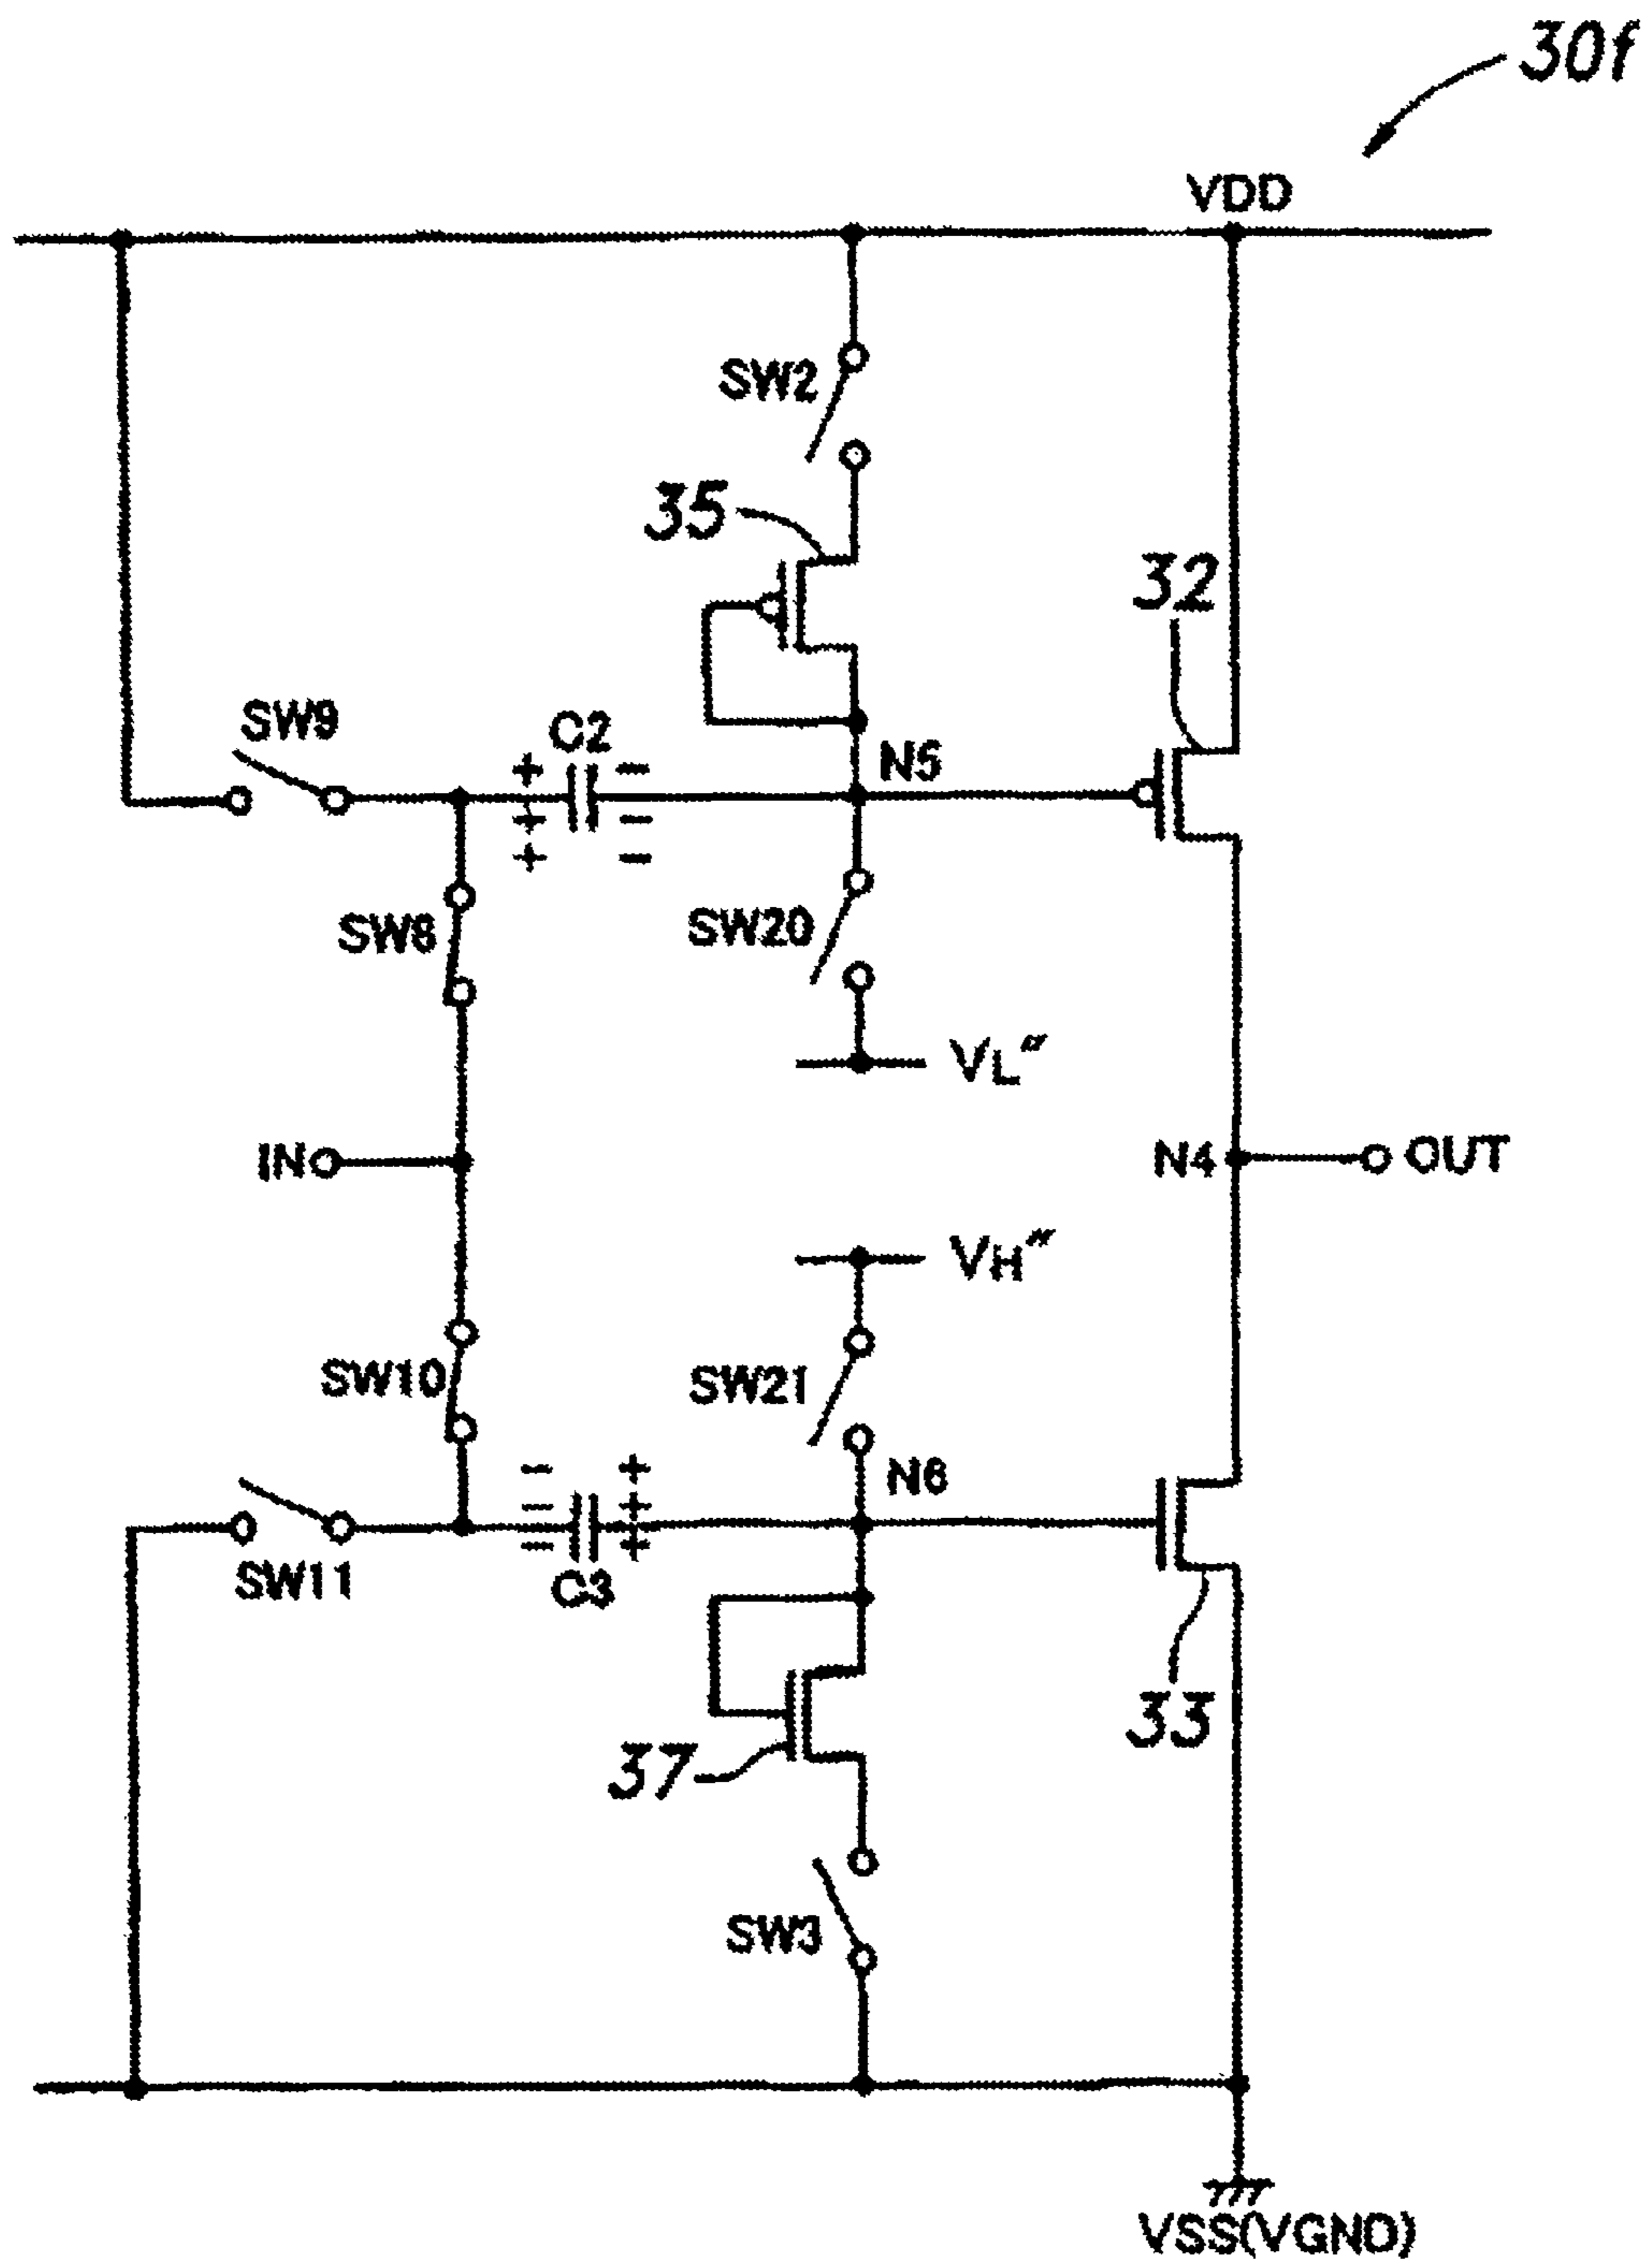 30f
VDD
SW2
35
32
SW9
C2
N5
+ −
+ −
+ −
SW8
SW20
VL″
IN
N4
OUT
VH″
SW10
SW21
N6
− +
− +
− +
SW11
C3
37
33
SW3
VSS(VGND)